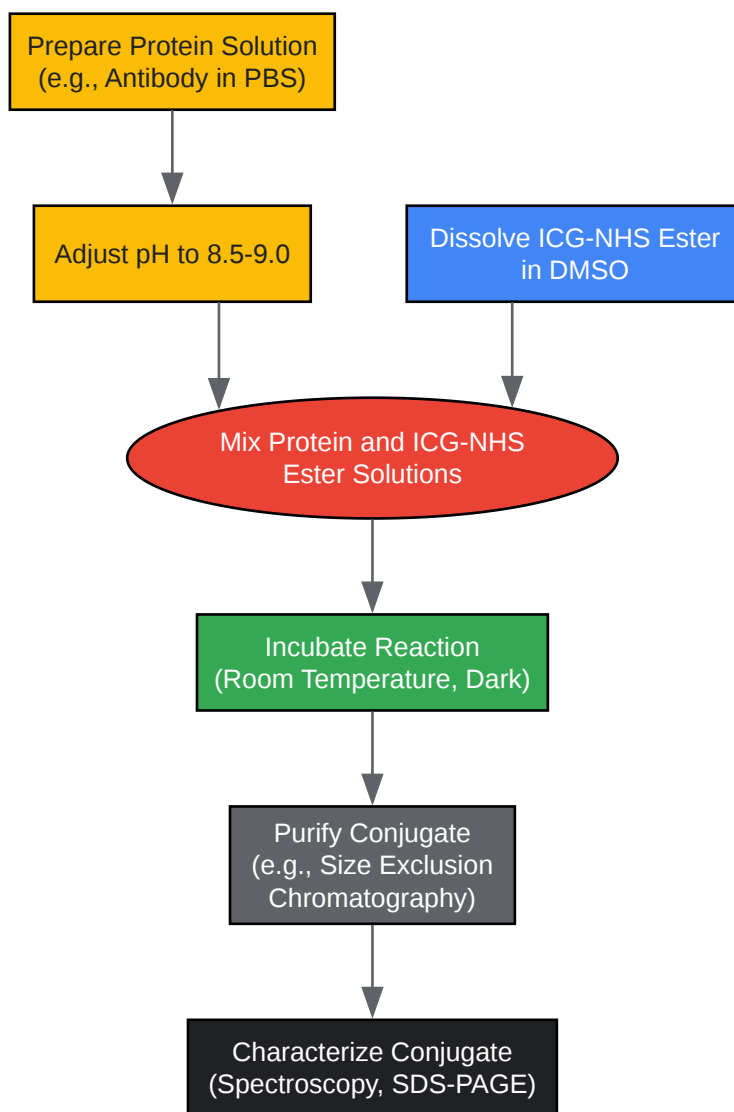 Prepare Protein Solution
(e.g., Antibody in PBS)
Adjust pH to 8.5-9.0
Dissolve ICG-NHS Ester
in DMSO
Mix Protein and ICG-NHS
Ester Solutions
Incubate Reaction
(Room Temperature, Dark)
Purify Conjugate
(e.g., Size Exclusion
Chromatography)
Characterize Conjugate
(Spectroscopy, SDS-PAGE)